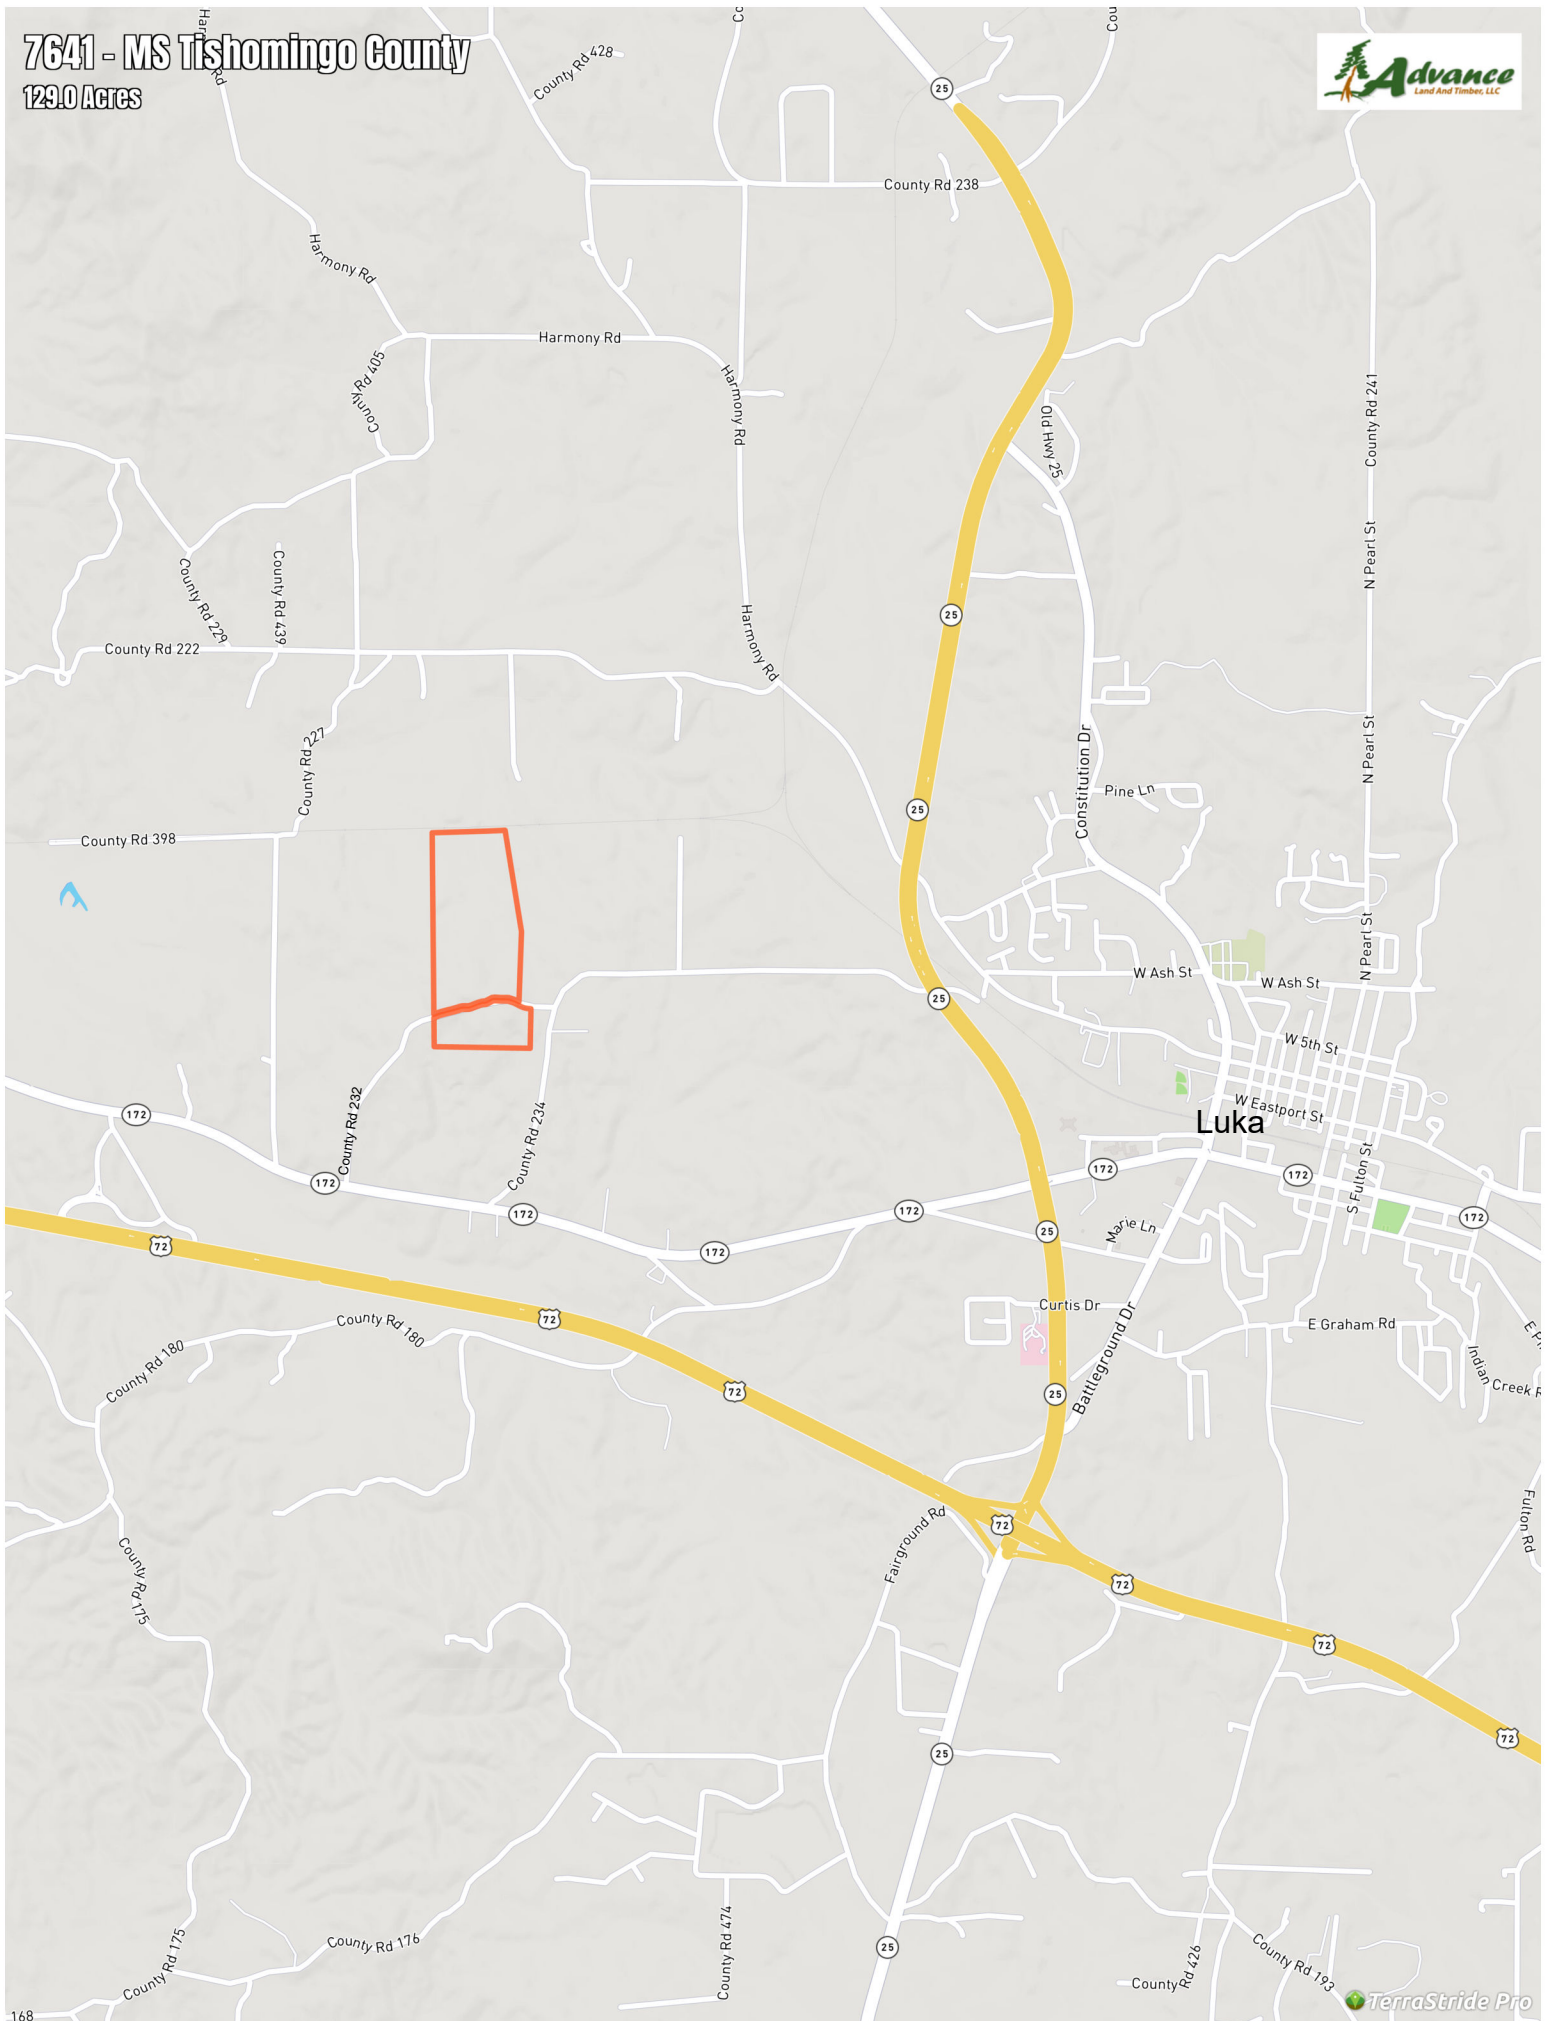 7641 - MS Tishomingo County
129.0 Acres
Advance
Land And Timber, LLC
Har
Rd
County Rd 428
Co
Cou
25
County Rd 238
Harmony Rd
Harmony Rd
Harmony Rd
County Rd 405
Old Hwy 25
County Rd 241
N Pearl St
County Rd 229
County Rd 439
County Rd 222
Harmony Rd
25
County Rd 227
N Pearl St
Constitution Dr
Pine Ln
25
County Rd 398
N Pearl St
W Ash St
W Ash St
25
W 5th St
W Eastport St
Luka
172
County Rd 232
County Rd 234
172
172
172
172
172
172
172
S Fulton St
Marie Ln
25
72
72
County Rd 180
County Rd 180
Curtis Dr
E Graham Rd
E Pi
Indian Creek R
Battleground Dr
72
25
Fairground Rd
72
72
Fulton Rd
County Rd 175
72
72
25
County Rd 474
County Rd 176
County Rd 175
25
County Rd 426
County Rd 193
168
TerraStride Pro